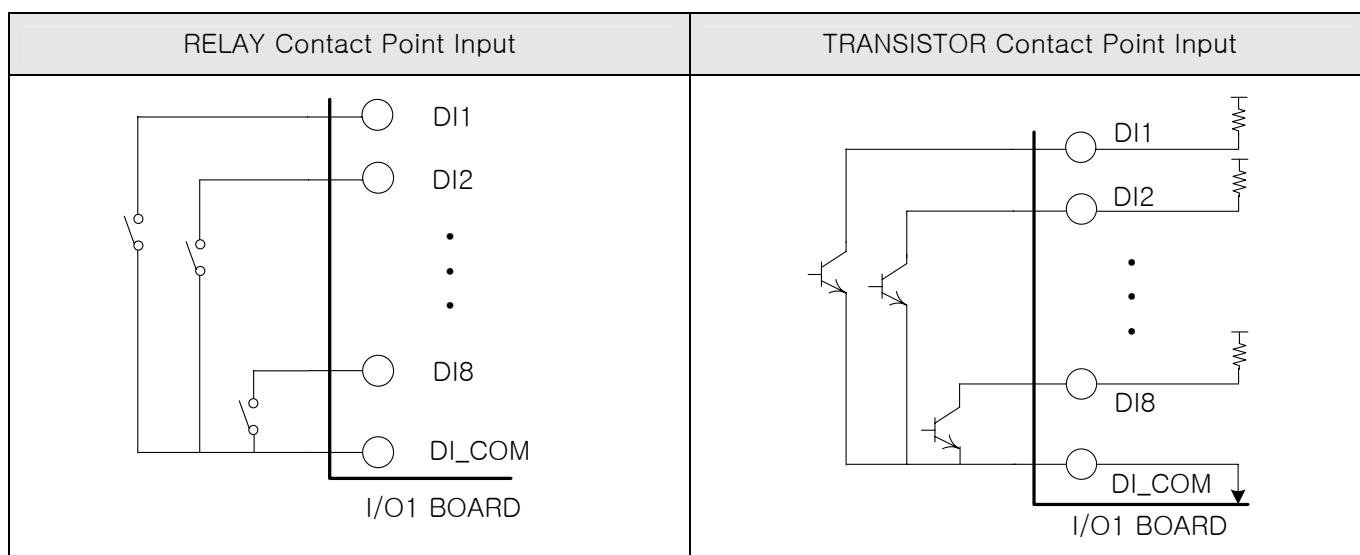 RELAY Contact Point Input
TRANSISTOR Contact Point Input
DI1
DI2
DI8
DI_COM
I/O1 BOARD
DI1
DI2
DI8
DI_COM
I/O1 BOARD